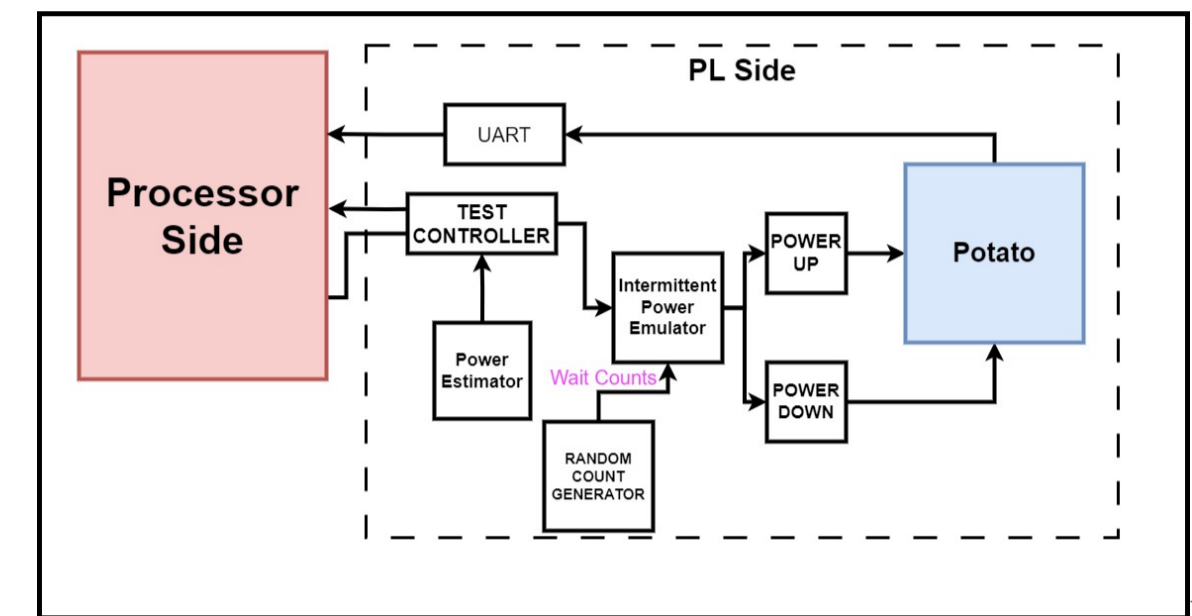 PL Side
UART
Processor
Side
TEST
CONTROLLER
POWER
UP
Potato
Intermittent
Power
Emulator
Power
Estimator
Wait Counts
POWER
DOWN
RANDOM
COUNT
GENERATOR